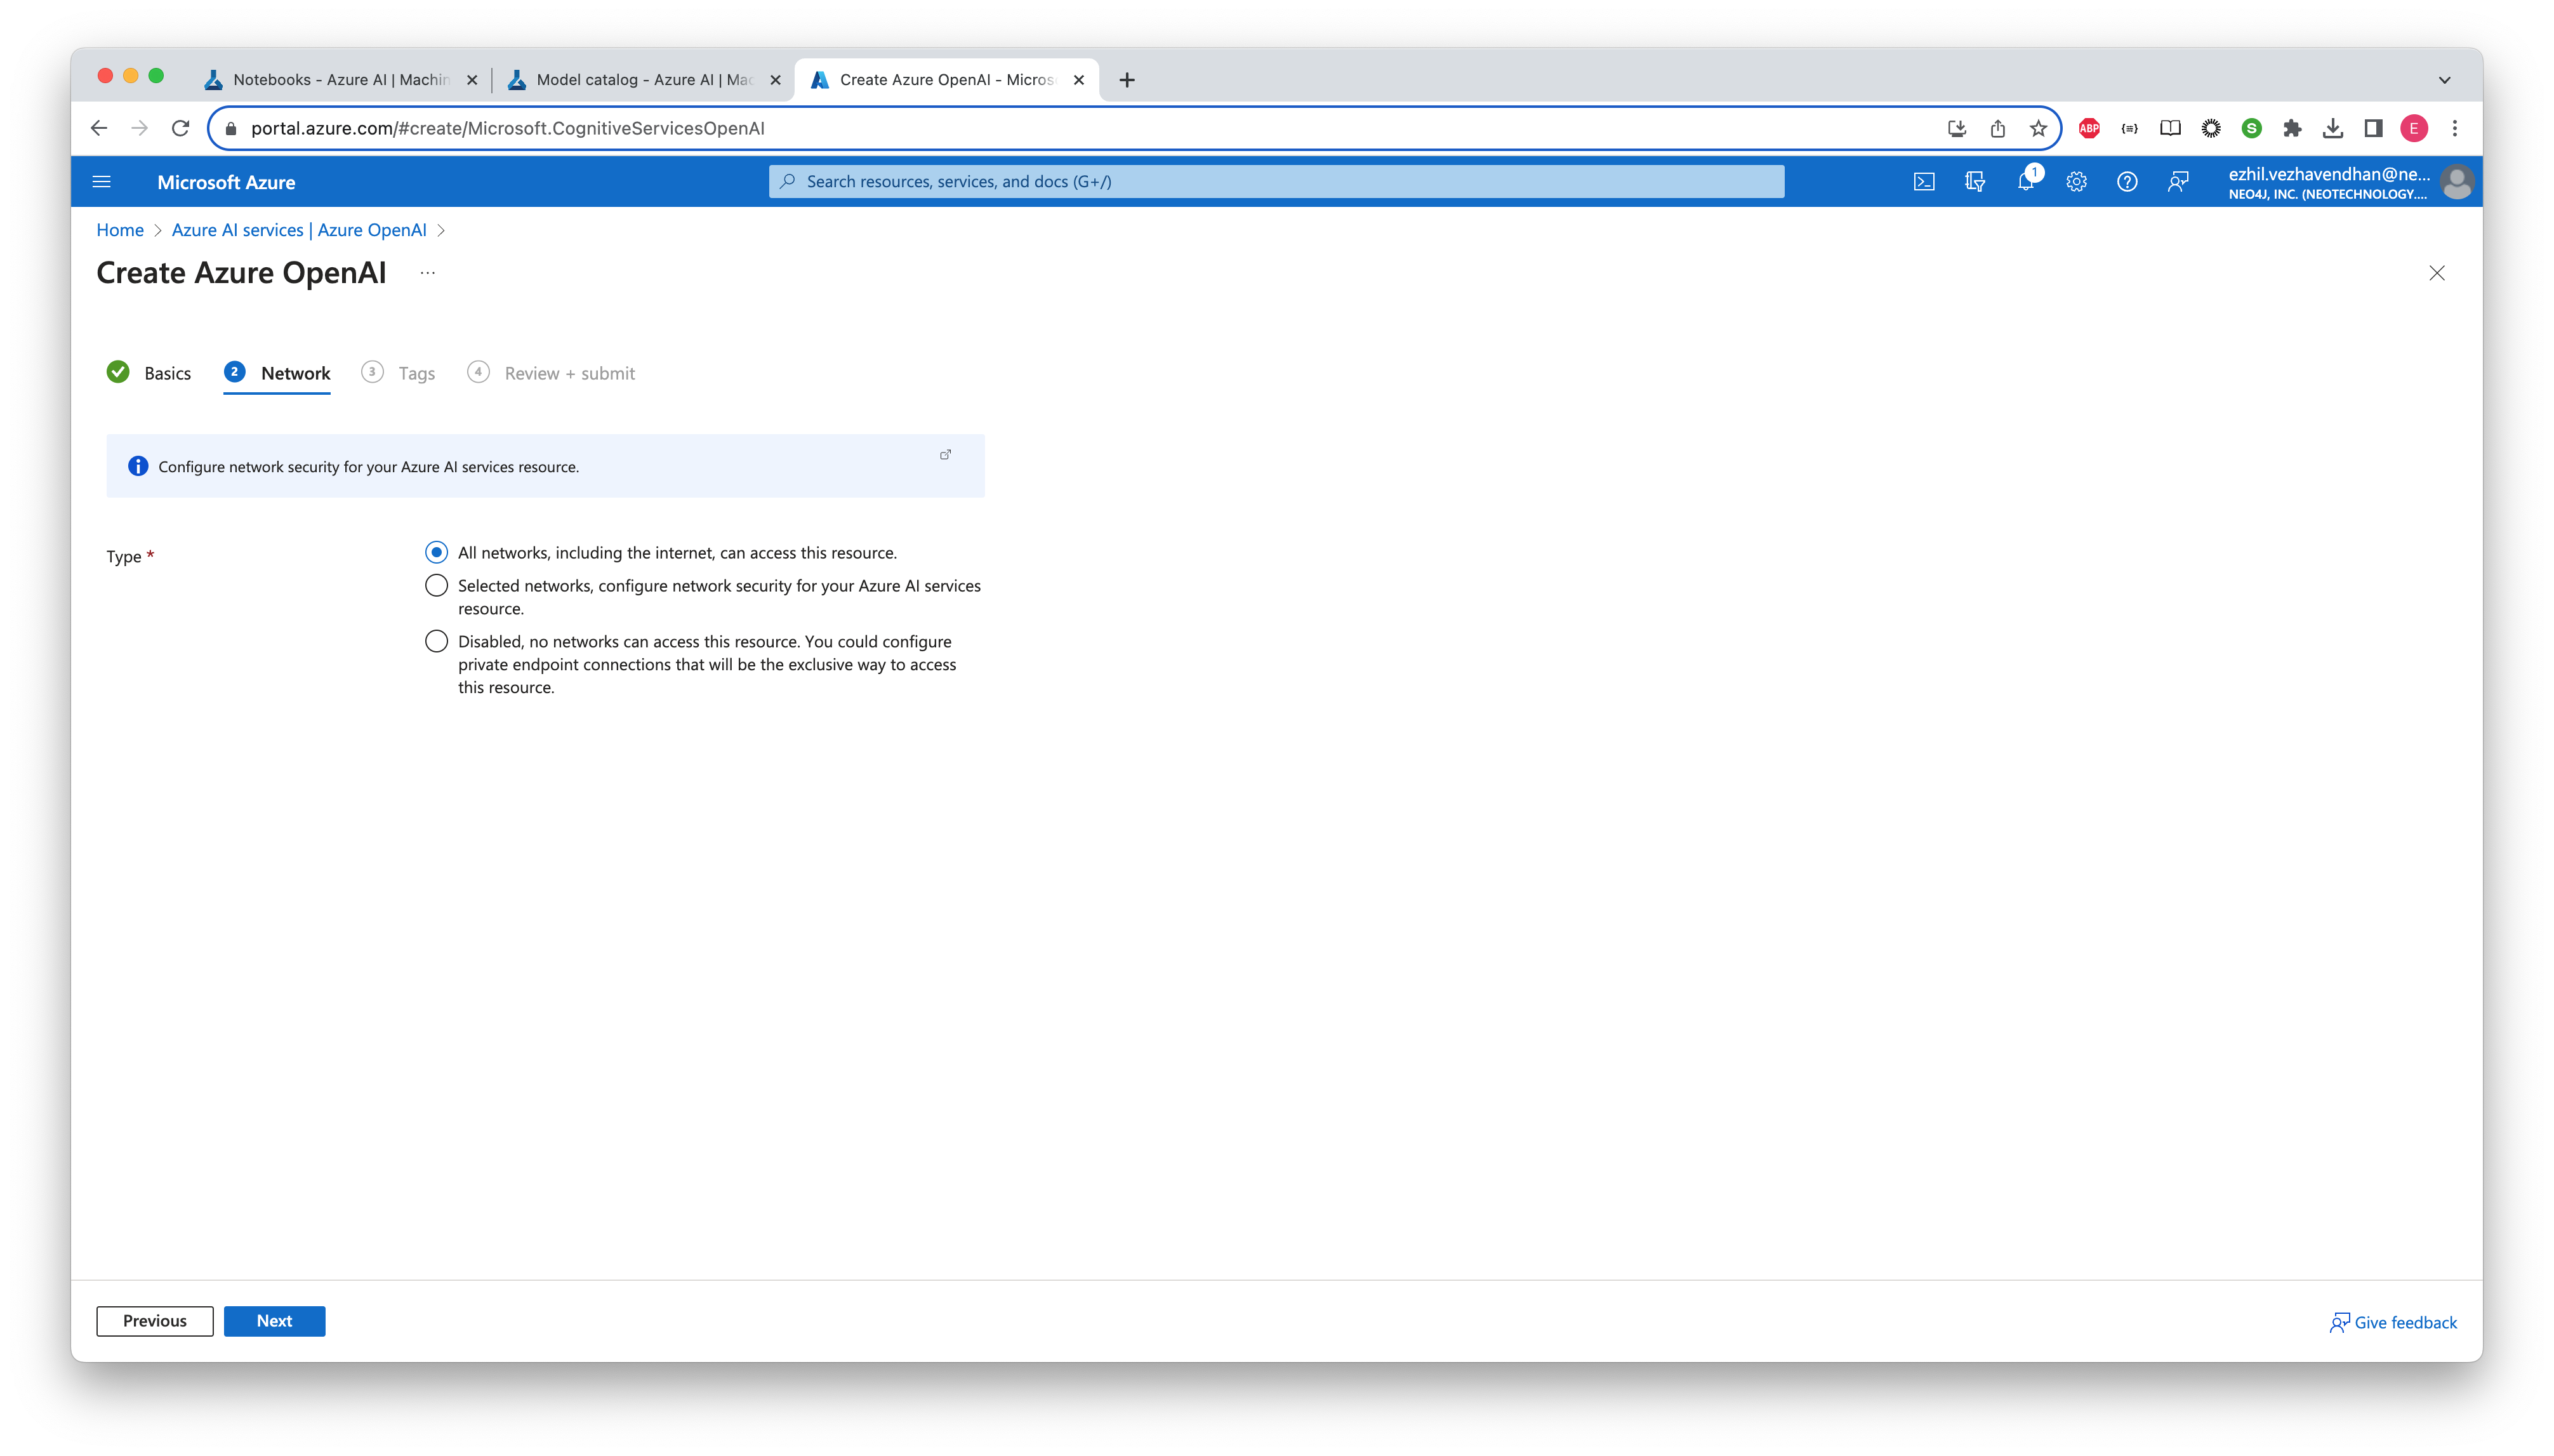 Notebooks - Azure AI | Machin
Model catalog - Azure AI | Mac
Create Azure OpenAI - Micros
portal.azure.com/#create/Microsoft.CognitiveServicesOpenAI
ABP
S
E
Microsoft Azure
Search resources, services, and docs (G+/)
1
ezhil.vezhavendhan@ne...
NEO4J, INC. (NEOTECHNOLOGY....
Home > Azure AI services | Azure OpenAI >
Create Azure OpenAI ...
Basics
2 Network
3 Tags
4 Review + submit
Configure network security for your Azure AI services resource.
Type *
All networks, including the internet, can access this resource.
Selected networks, configure network security for your Azure AI services
resource.
Disabled, no networks can access this resource. You could configure
private endpoint connections that will be the exclusive way to access
this resource.
Previous
Next
Give feedback